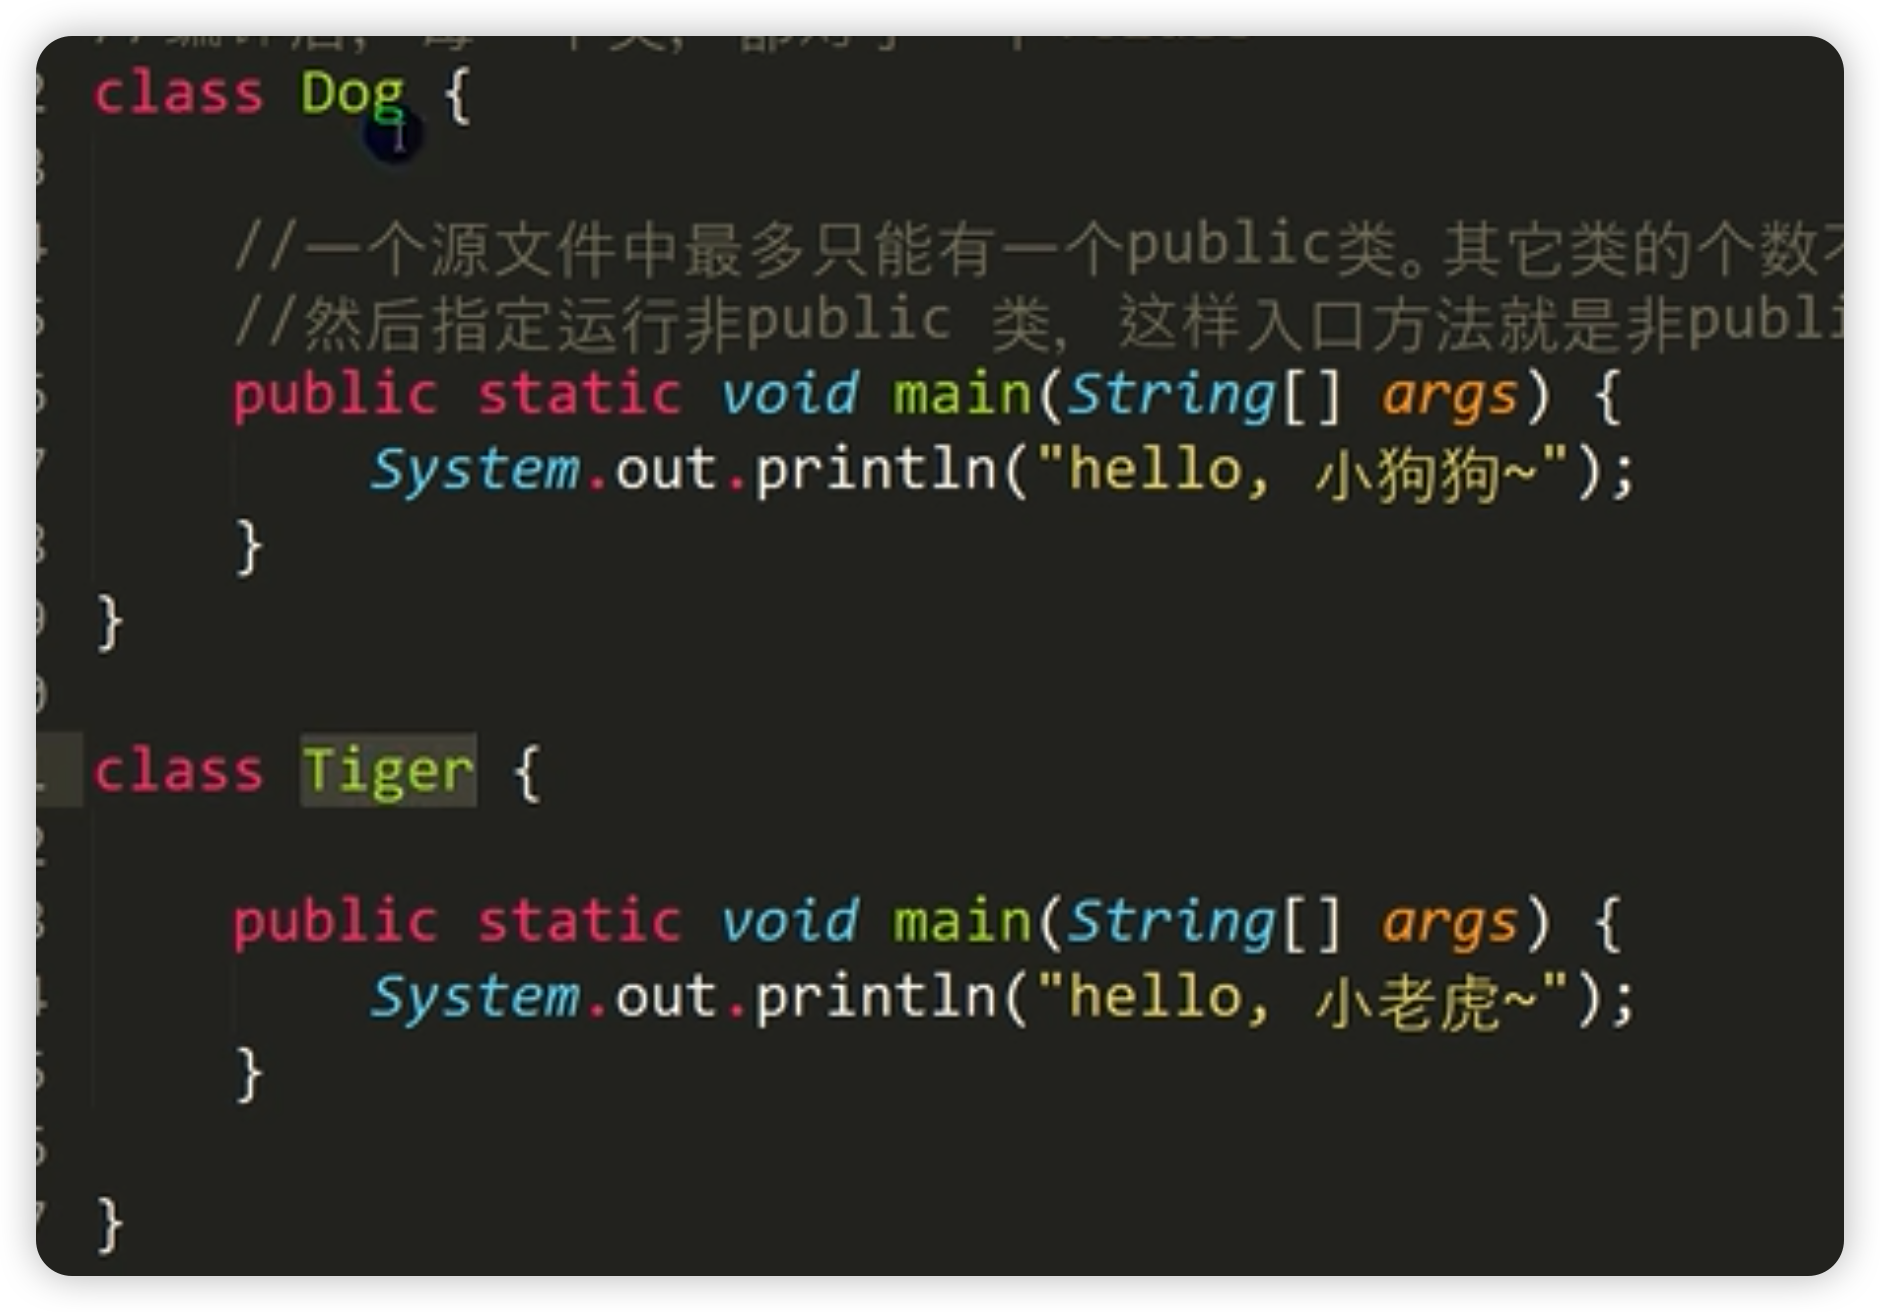 class Dog {
//一个源文件中最多只能有一个public类。其它类的个数不
//然后指定运行非public 类, 这样入口方法就是非publi
public static void main(String[] args) {
System.out.println("hello, 小狗狗~");
}
}
class Tiger {
public static void main(String[] args) {
System.out.println("hello, 小老虎~");
}
}